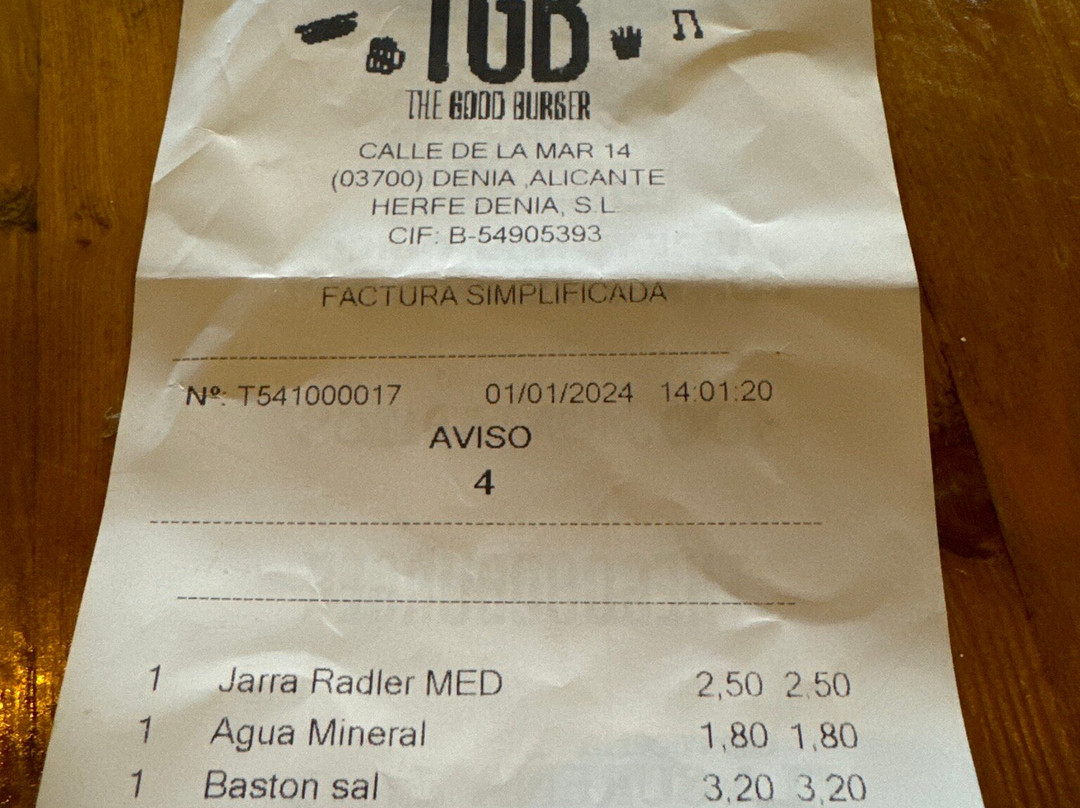 TGB
THE GOOD BURGER
CALLE DE LA MAR 14
(03700) DENIA ,ALICANTE
HERFE DENIA, S.L.
CIF: B-54905393
FACTURA SIMPLIFICADA
Nº: T541000017 01/01/2024 14:01:20
AVISO
4
1 Jarra Radler MED 2,50 2,50
1 Agua Mineral 1,80 1,80
1 Baston sal 3,20 3,20